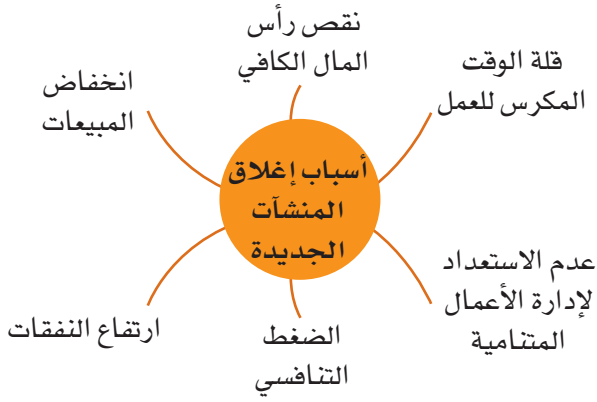 نقص رأس
المال الكافي
قلة الوقت
المكرس للعمل
انخفاض
المبيعات
أسباب إغلاق
المنشآت
الجديدة
عدم الاستعداد
لإدارة الأعمال
المتنامية
ارتفاع النفقات
الضغط
التنافسي